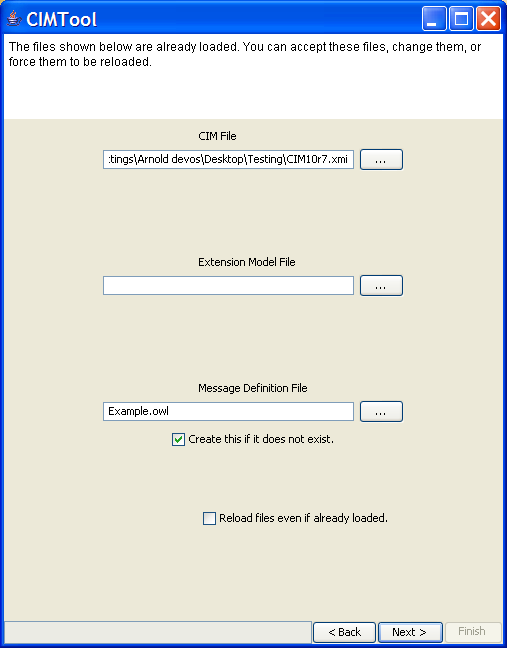 CIMTool
The files shown below are already loaded. You can accept these files, change them, or
force them to be reloaded.
CIM File
:tings\Arnold devos\Desktop\Testing\CIM10r7.xmi
...
Extension Model File
...
Message Definition File
Example.owl
...
Create this if it does not exist.
Reload files even if already loaded.
< Back
Next >
Finish